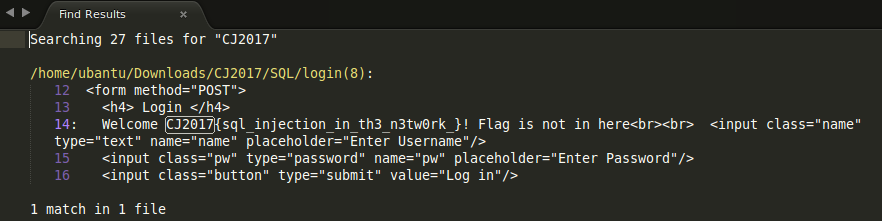 Find Results ×
Searching 27 files for "CJ2017"
/home/ubantu/Downloads/CJ2017/SQL/login(8):
12 <form method="POST">
13 <h4> Login </h4>
14: Welcome CJ2017{sql_injection_in_th3_n3tw0rk_}! Flag is not in here<br><br> <input class="name"
type="text" name="name" placeholder="Enter Username"/>
15 <input class="pw" type="password" name="pw" placeholder="Enter Password"/>
16 <input class="button" type="submit" value="Log in"/>
1 match in 1 file